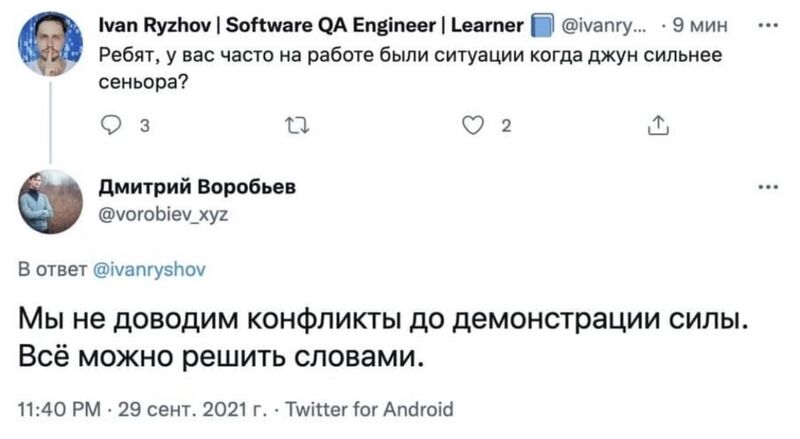 Ivan Ryzhov | Software QA Engineer | Learner 📘 @ivanry... · 9 мин
Ребят, у вас часто на работе были ситуации когда джун сильнее
сеньора?
3 2
Дмитрий Воробьев
@vorobiev_xyz
В ответ @ivanryshov
Мы не доводим конфликты до демонстрации силы.
Всё можно решить словами.
11:40 PM · 29 сент. 2021 г. · Twitter for Android